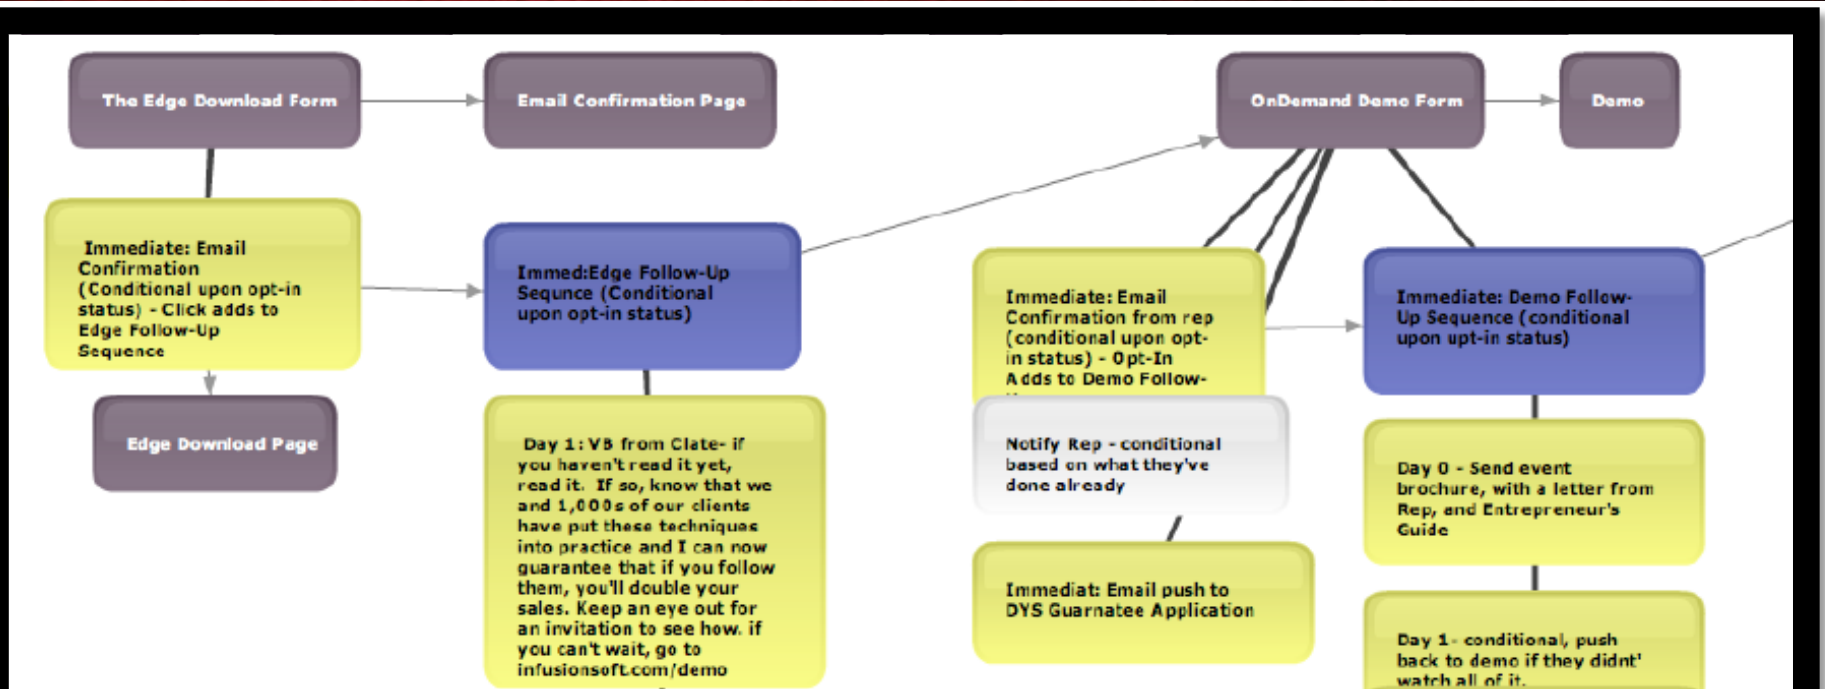 The Edge Download Form
Email Confirmation Page
OnDemand Demo Form
Demo
Immediate: Email
Confirmation
(Conditional upon opt-in
status) - Click adds to
Edge Follow-Up
Sequence
Immed:Edge Follow-Up
Sequnce (Conditional
upon opt-in status)
Immediate: Email
Confirmation from rep
(conditional upon opt-
in status) - Opt-In
Adds to Demo Follow-
Immediate: Demo Follow-
Up Sequence (conditional
upon upt-in status)
Edge Download Page
Day 1: VB from Clate- if
you haven't read it yet,
read it. If so, know that we
and 1,000s of our clients
have put these techniques
into practice and I can now
guarantee that if you follow
them, you'll double your
sales. Keep an eye out for
an invitation to see how. if
you can't wait, go to
infusionsoft.com/demo
Notify Rep - conditional
based on what they've
done already
Day 0 - Send event
brochure, with a letter from
Rep, and Entrepreneur's
Guide
Immediat: Email push to
DYS Guarnatee Application
Day 1- conditional, push
back to demo if they didnt'
watch all of it.